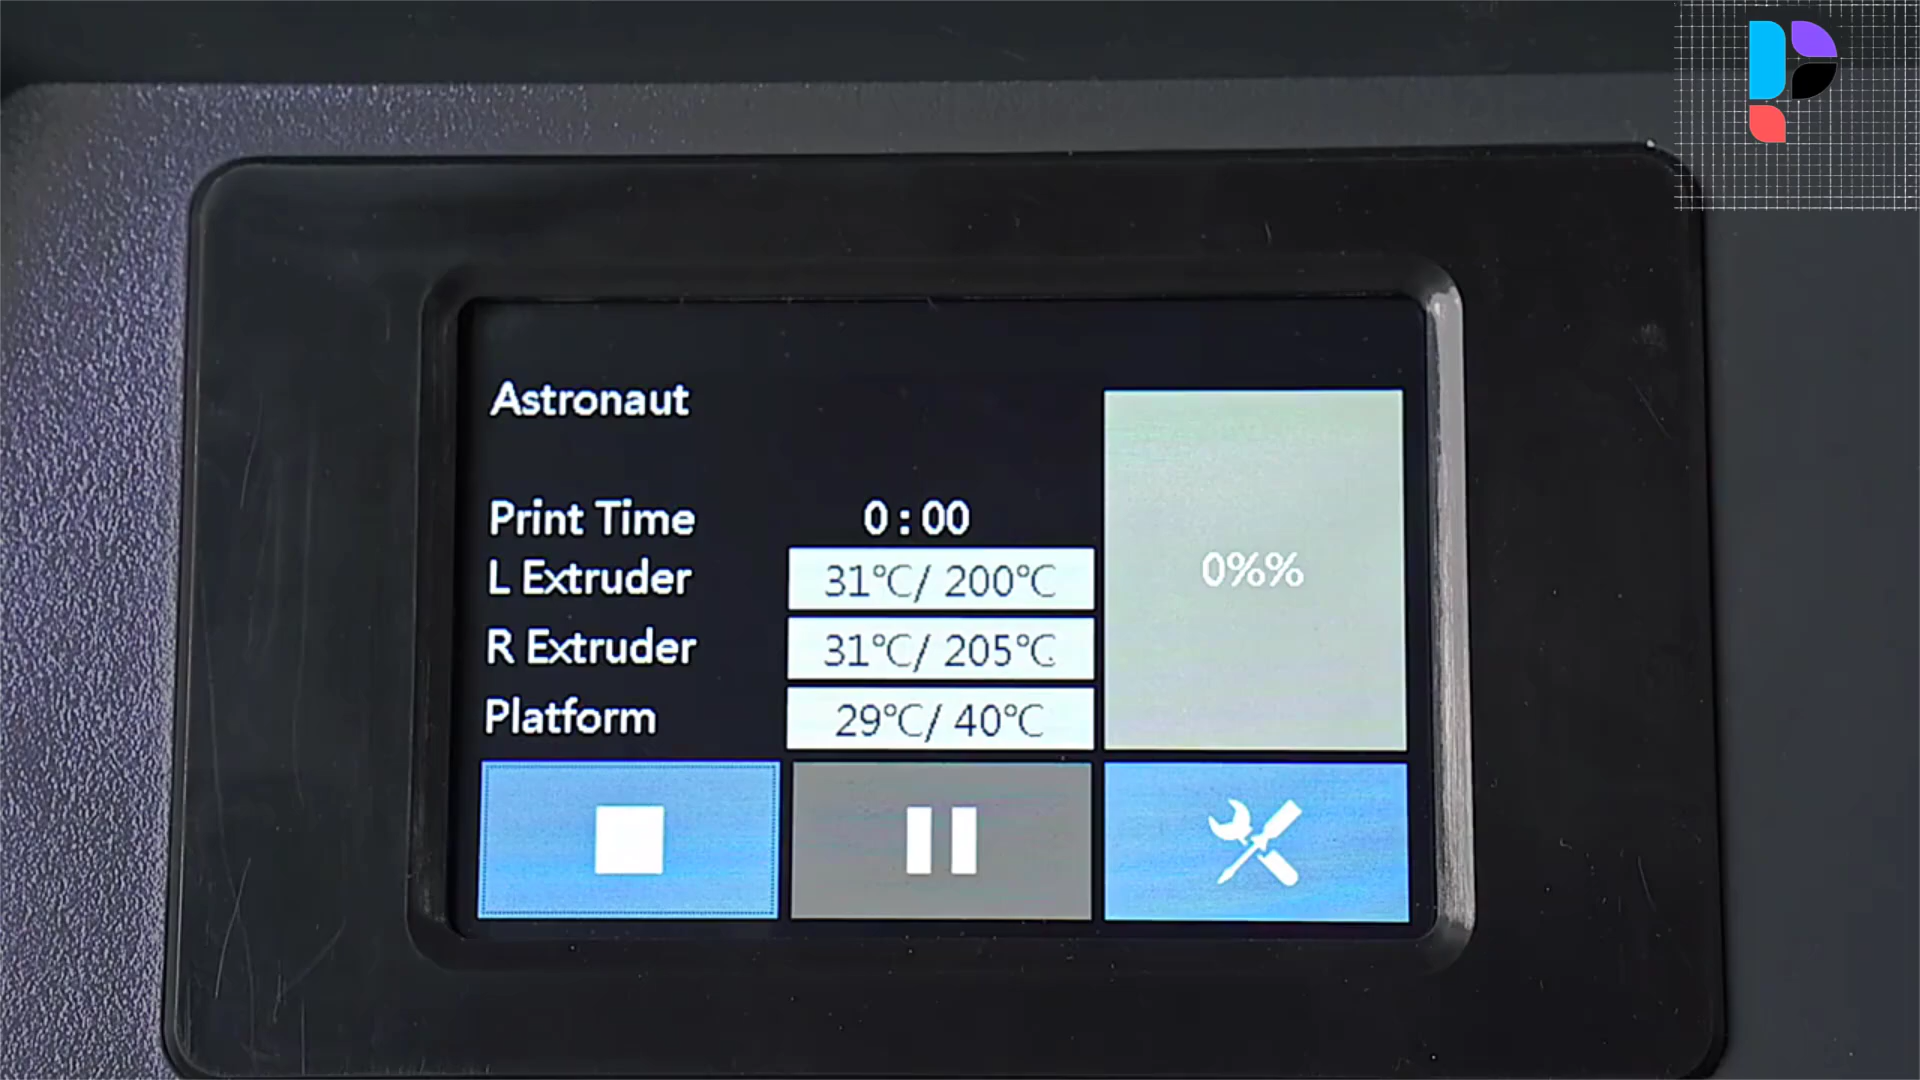 Astronaut
Print Time 0:00
L Extruder 31℃/ 200℃
R Extruder 31℃/ 205℃
Platform 29℃/ 40℃
0%%